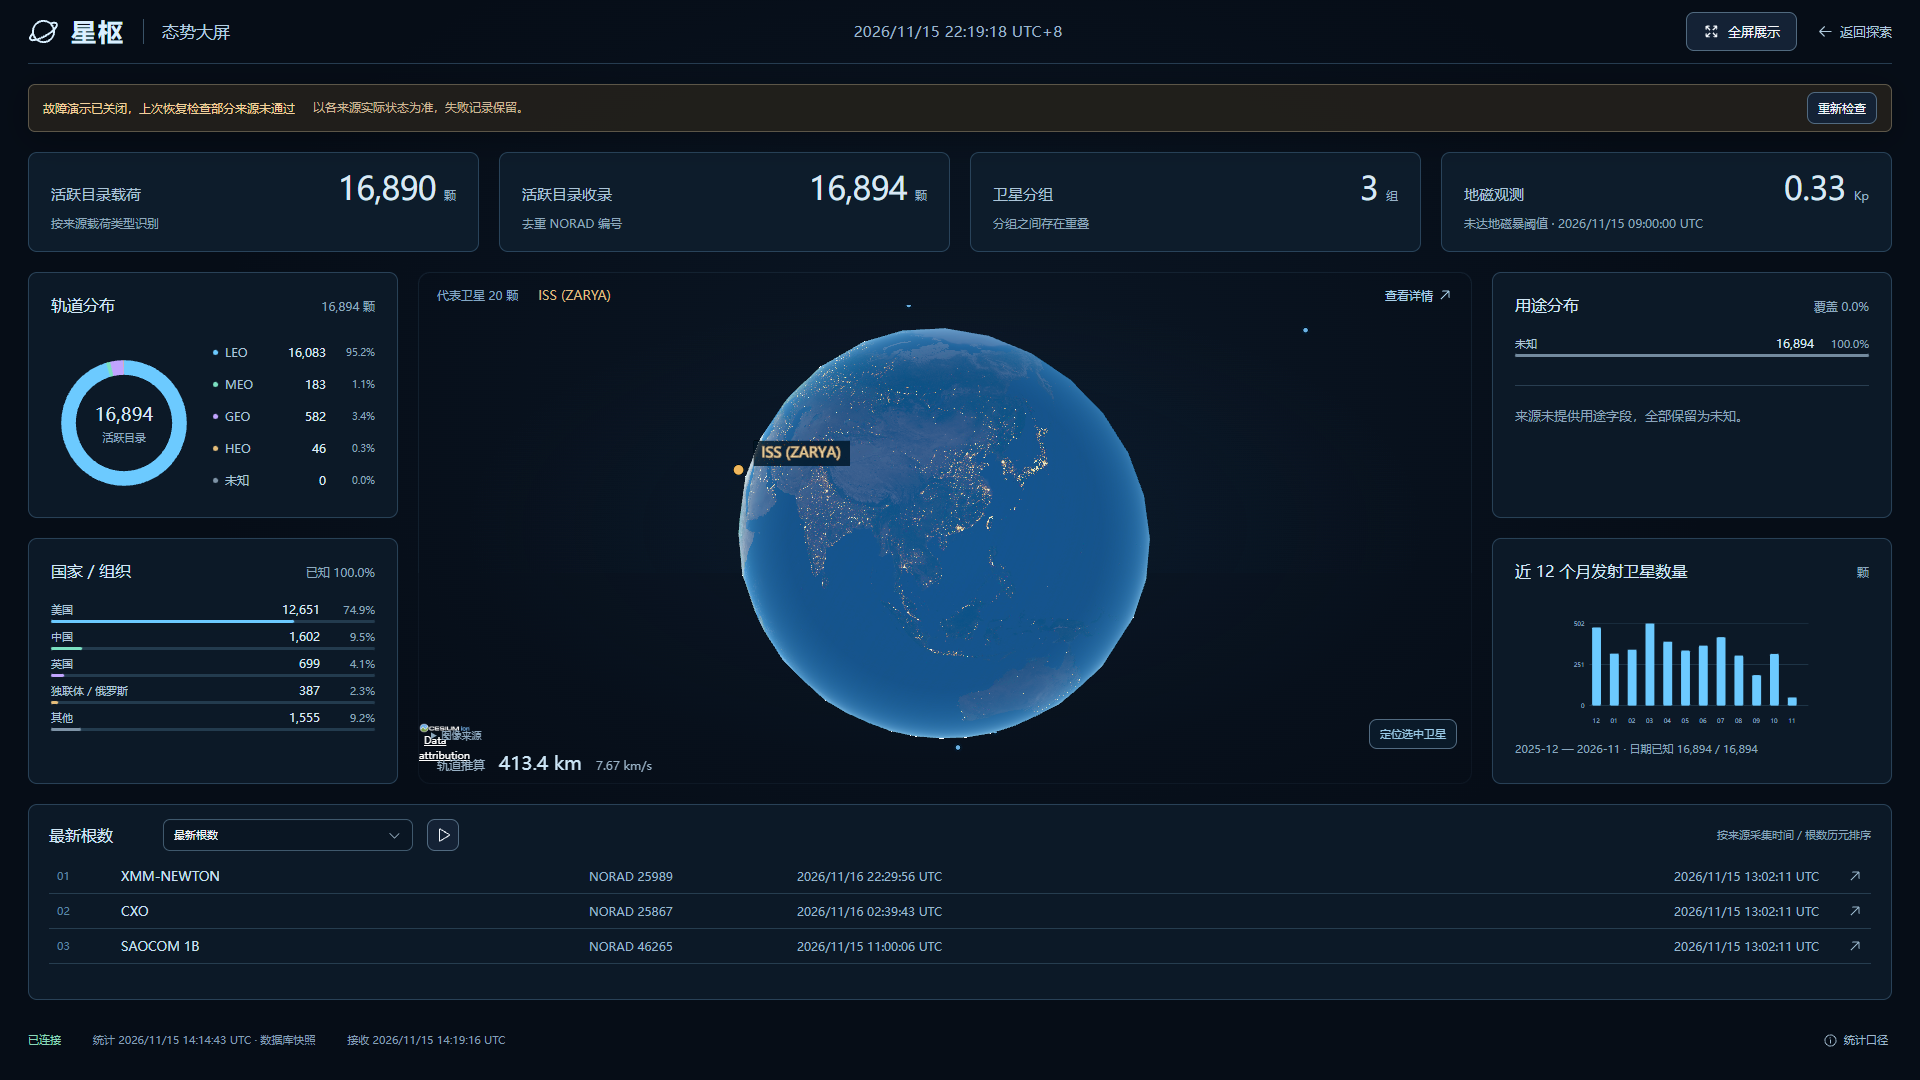 星枢
态势大屏
2026/11/15 22:19:18 UTC+8
全屏展示
返回探索
故障演示已关闭，上次恢复检查部分来源未通过 以各来源实际状态为准，失败记录保留。
重新检查
活跃目录载荷
16,890 颗
按来源载荷类型识别
活跃目录收录
16,894 颗
去重 NORAD 编号
卫星分组
3 组
分组之间存在重叠
地磁观测
0.33 Kp
未达地磁暴阈值 · 2026/11/15 09:00:00 UTC
轨道分布
16,894 颗
16,894
活跃目录
LEO 16,083 95.2%
MEO 183 1.1%
GEO 582 3.4%
HEO 46 0.3%
未知 0 0.0%
国家 / 组织
已知 100.0%
美国 12,651 74.9%
中国 1,602 9.5%
英国 699 4.1%
独联体 / 俄罗斯 387 2.3%
其他 1,555 9.2%
代表卫星 20 颗 ISS (ZARYA)
查看详情
ISS (ZARYA)
CESIUM ion
图像来源
Data
attribution
轨道推算 413.4 km 7.67 km/s
定位选中卫星
用途分布
覆盖 0.0%
未知 16,894 100.0%
来源未提供用途字段，全部保留为未知。
近 12 个月发射卫星数量
颗
502
251
0
12 01 02 03 04 05 06 07 08 09 10 11
2025-12 — 2026-11 · 日期已知 16,894 / 16,894
最新根数
最新根数
按来源采集时间 / 根数历元排序
01 XMM-NEWTON NORAD 25989 2026/11/16 22:29:56 UTC 2026/11/15 13:02:11 UTC
02 CXO NORAD 25867 2026/11/16 02:39:43 UTC 2026/11/15 13:02:11 UTC
03 SAOCOM 1B NORAD 46265 2026/11/15 11:00:06 UTC 2026/11/15 13:02:11 UTC
已连接 统计 2026/11/15 14:14:43 UTC · 数据库快照 接收 2026/11/15 14:19:16 UTC
统计口径